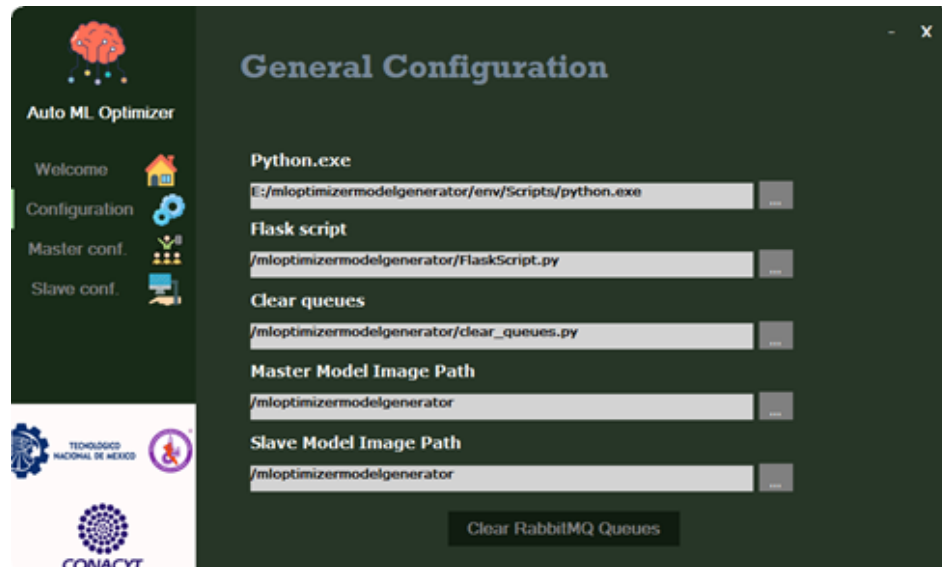 Auto ML Optimizer
Welcome
Configuration
Master conf.
Slave conf.
TECNOLÓGICO
NACIONAL DE MÉXICO
CONACYT
- X
General Configuration
Python.exe
E:/mloptimizermodelgenerator/env/Scripts/python.exe
...
Flask script
/mloptimizermodelgenerator/FlaskScript.py
...
Clear queues
/mloptimizermodelgenerator/clear_queues.py
...
Master Model Image Path
/mloptimizermodelgenerator
...
Slave Model Image Path
/mloptimizermodelgenerator
...
Clear RabbitMQ Queues